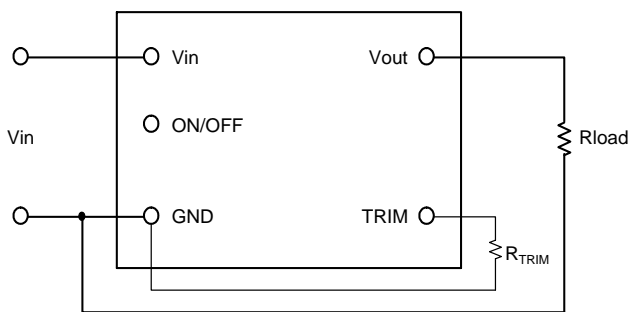 Vin Vout
ON/OFF
Vin
Rload
GND TRIM
RTRIM